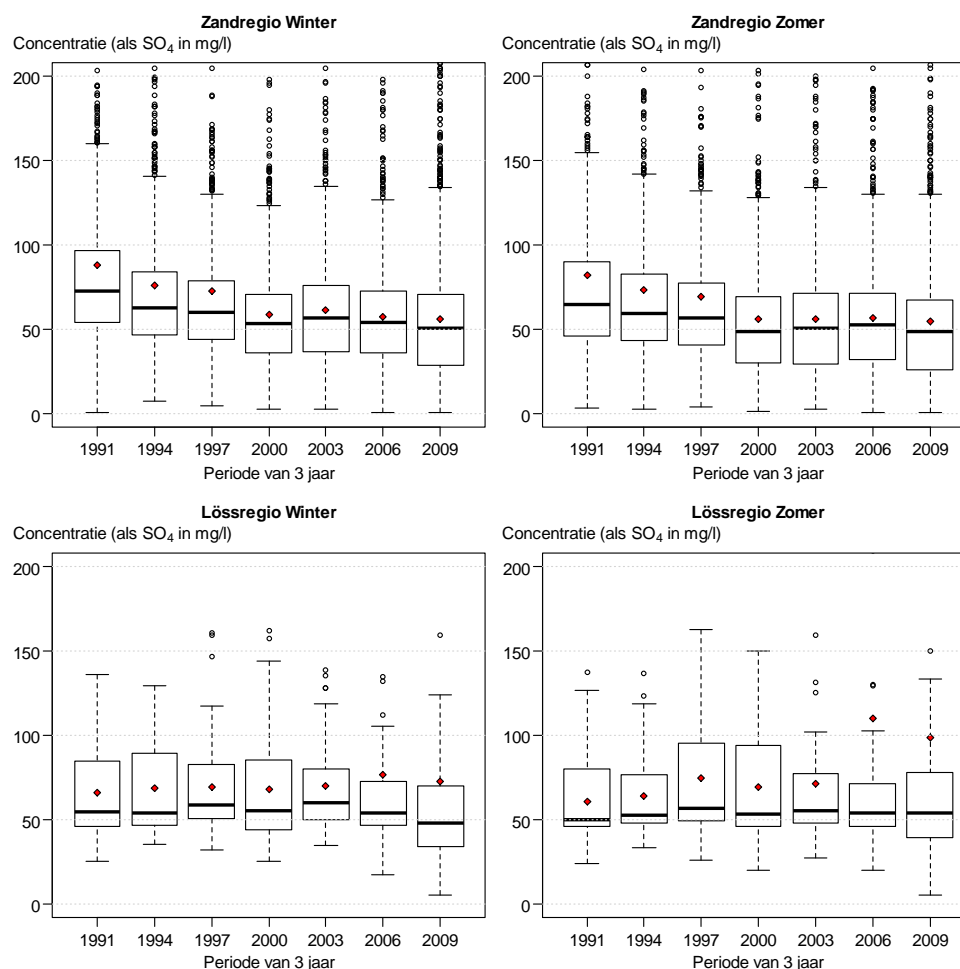 Zandregio Winter
Concentratie (als SO₄ in mg/l)
200
150
100
50
0
1991 1994 1997 2000 2003 2006 2009
Periode van 3 jaar
Zandregio Zomer
Concentratie (als SO₄ in mg/l)
200
150
100
50
0
1991 1994 1997 2000 2003 2006 2009
Periode van 3 jaar
Lössregio Winter
Concentratie (als SO₄ in mg/l)
200
150
100
50
0
1991 1994 1997 2000 2003 2006 2009
Periode van 3 jaar
Lössregio Zomer
Concentratie (als SO₄ in mg/l)
200
150
100
50
0
1991 1994 1997 2000 2003 2006 2009
Periode van 3 jaar